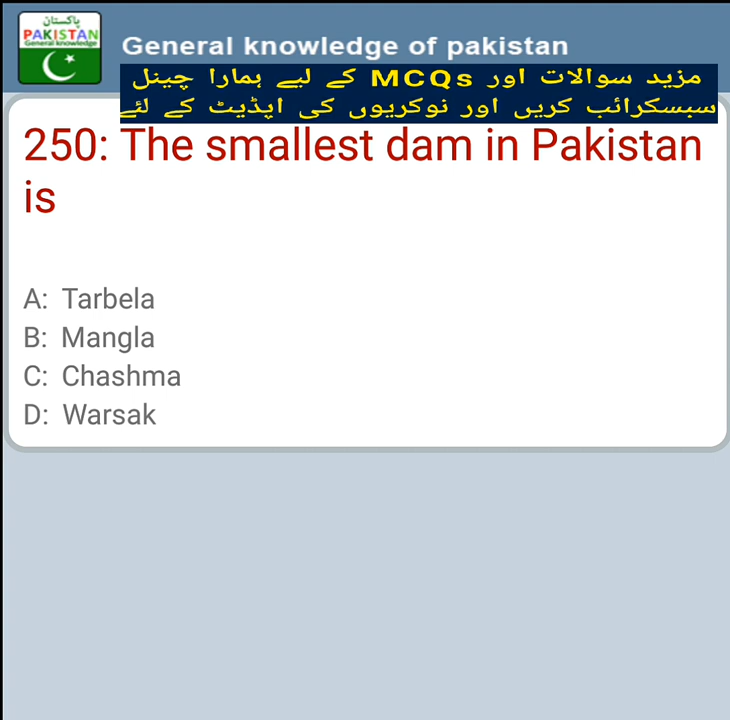 پاکستان
PAKISTAN
General knowledge
General knowledge of pakistan
مزید سوالات اور MCQs کے لیے ہمارا چینل
سبسکرائب کریں اور نوکریوں کی اپڈیٹ کے لئے
250: The smallest dam in Pakistan
is
A: Tarbela
B: Mangla
C: Chashma
D: Warsak